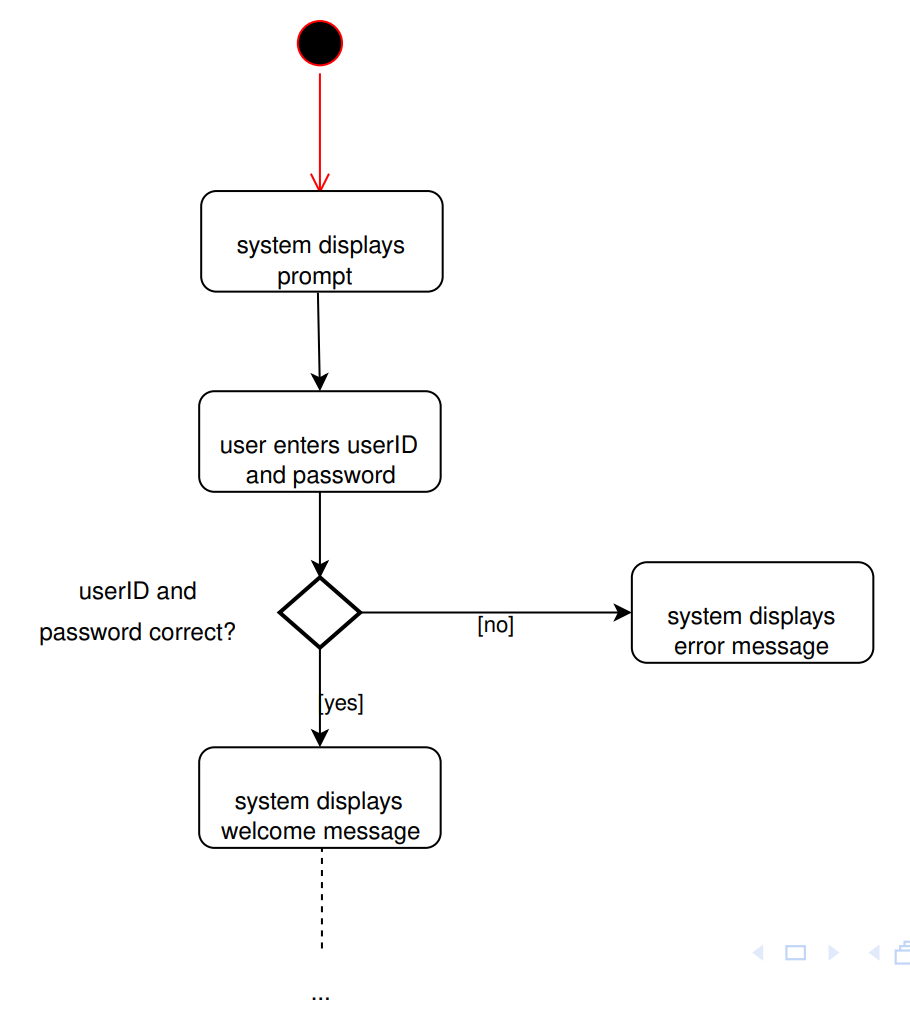 system displays
prompt
user enters userID
and password
userID and
password correct?
[no]
system displays
error message
[yes]
system displays
welcome message
...